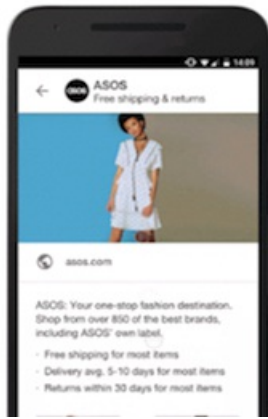 14:09
asos
ASOS
Free shipping & returns
asos.com
ASOS: Your one-stop fashion destination.
Shop from over 850 of the best brands,
including ASOS' own label.
· Free shipping for most items
· Delivery avg. 5-10 days for most items
· Returns within 30 days for most items